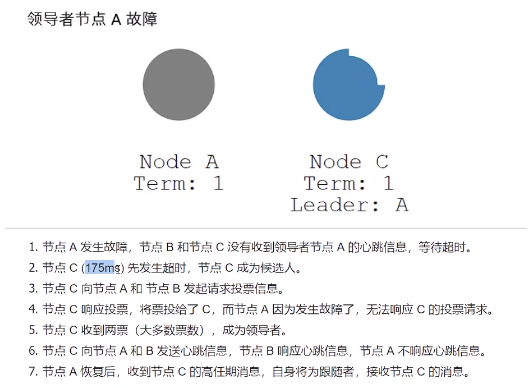 领导者节点 A 故障
Node A
Term: 1
Node C
Term: 1
Leader: A
1. 节点 A 发生故障，节点 B 和节点 C 没有收到领导者节点 A 的心跳信息，等待超时。
2. 节点 C (175ms) 先发生超时，节点 C 成为候选人。
3. 节点 C 向节点 A 和 节点 B 发起请求投票信息。
4. 节点 C 响应投票，将票投给了 C，而节点 A 因为发生故障了，无法响应 C 的投票请求。
5. 节点 C 收到两票（大多数票数），成为领导者。
6. 节点 C 向节点 A 和 B 发送心跳信息，节点 B 响应心跳信息，节点 A 不响应心跳信息。
7. 节点 A 恢复后，收到节点 C 的高任期消息，自身将为跟随者，接收节点 C 的消息。